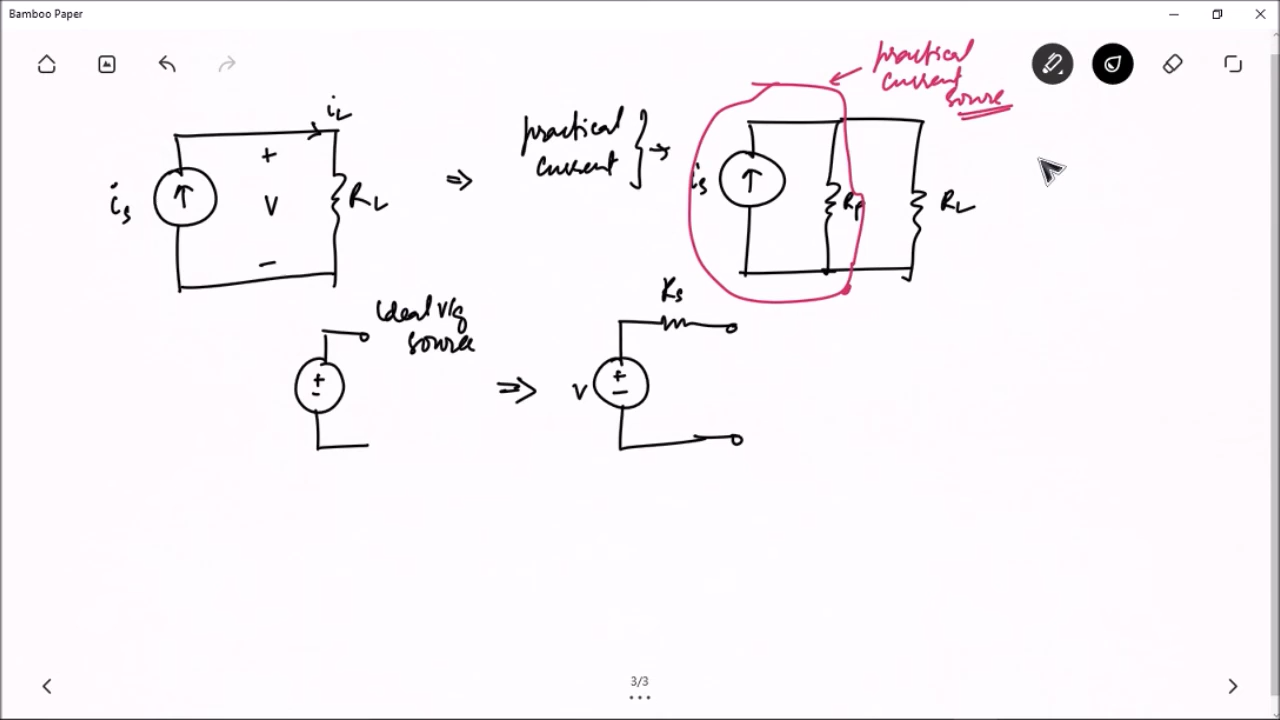 Bamboo Paper
practical
current
source
iL
+
is
V
RL
−
⇒
practical
current
is
Rp
RL
ideal v/g
source
+
-
⇒
Rs
V
+
−
3/3